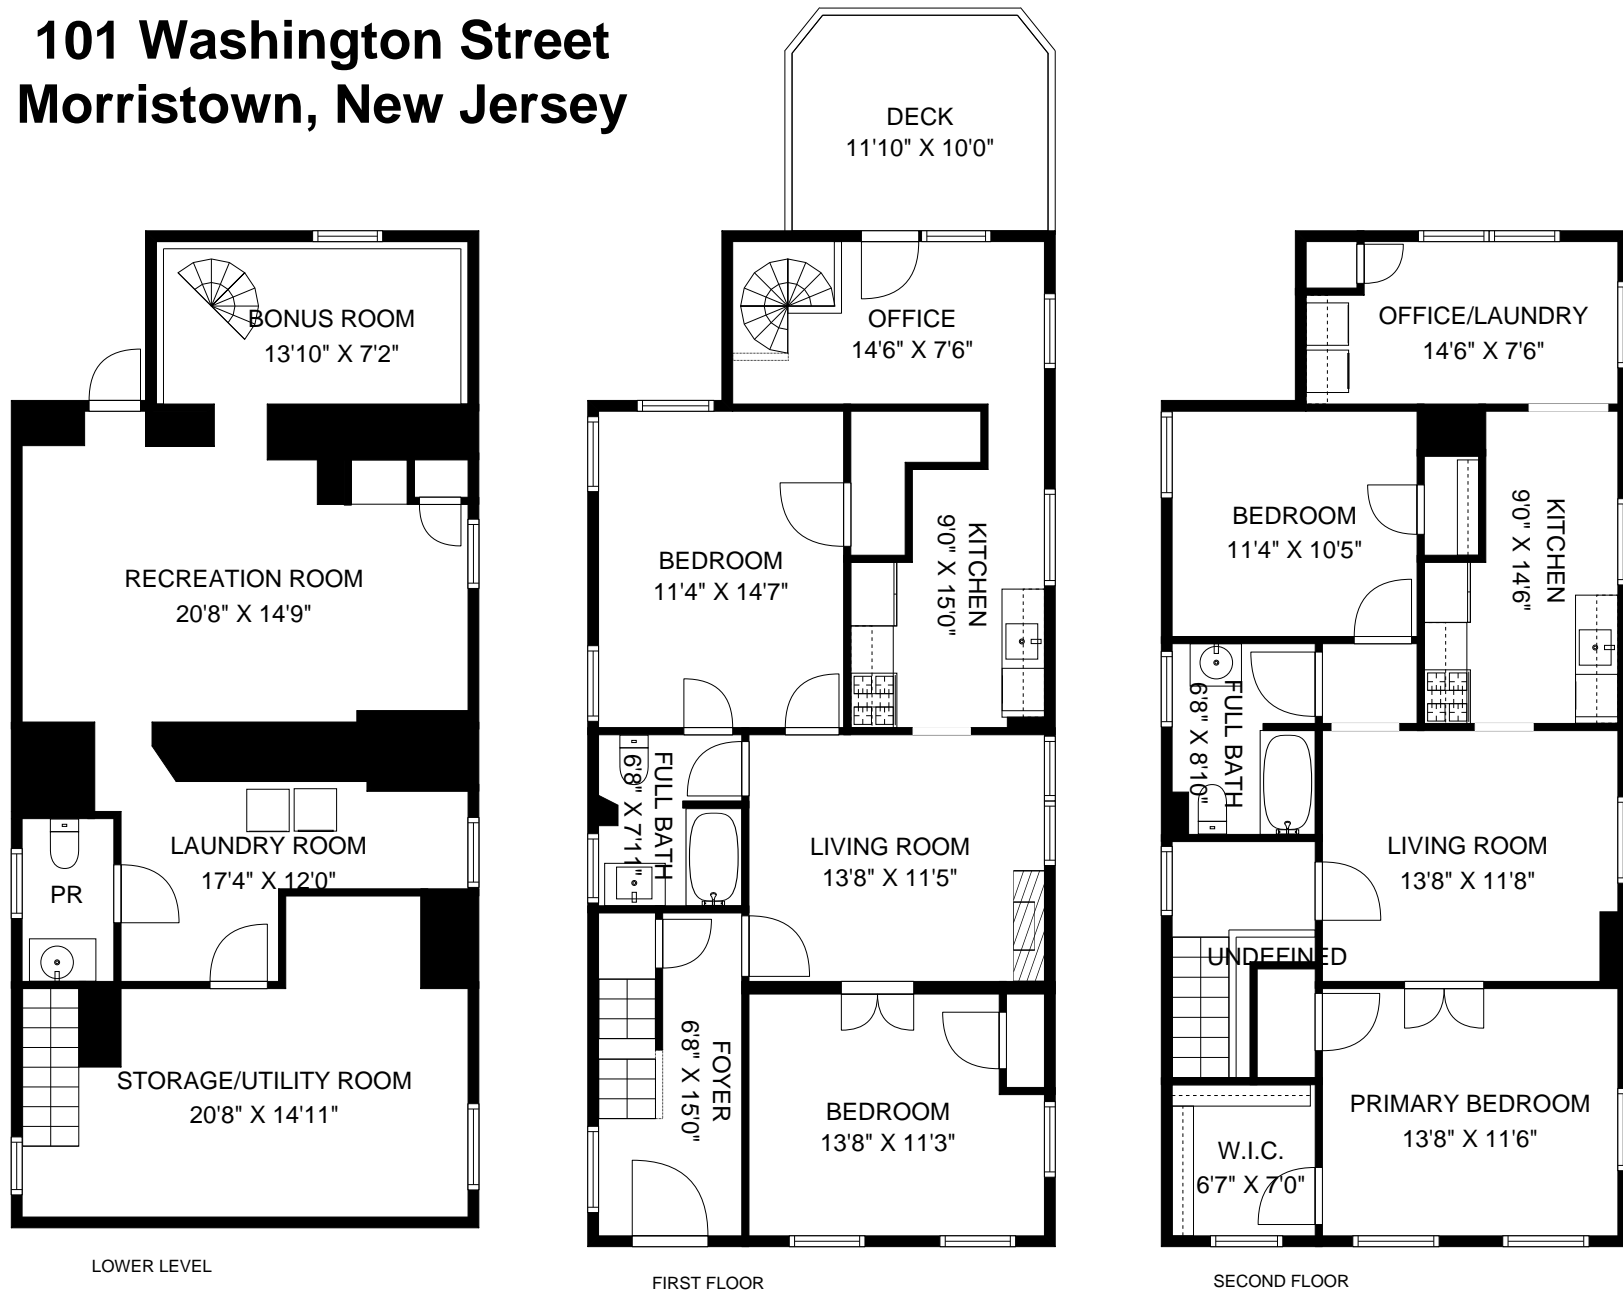 101 Washington Street
Morristown, New Jersey
BONUS ROOM
13'10" X 7'2"
RECREATION ROOM
20'8" X 14'9"
LAUNDRY ROOM
17'4" X 12'0"
PR
STORAGE/UTILITY ROOM
20'8" X 14'11"
LOWER LEVEL
DECK
11'10" X 10'0"
OFFICE
14'6" X 7'6"
BEDROOM
11'4" X 14'7"
KITCHEN
9'0" X 15'0"
FULL BATH
6'8" X 7'11"
LIVING ROOM
13'8" X 11'5"
FOYER
6'8" X 15'0"
BEDROOM
13'8" X 11'3"
FIRST FLOOR
OFFICE/LAUNDRY
14'6" X 7'6"
BEDROOM
11'4" X 10'5"
KITCHEN
9'0" X 14'6"
FULL BATH
6'8" X 8'10"
LIVING ROOM
13'8" X 11'8"
UNDEFINED
PRIMARY BEDROOM
13'8" X 11'6"
W.I.C.
6'7" X 7'0"
SECOND FLOOR